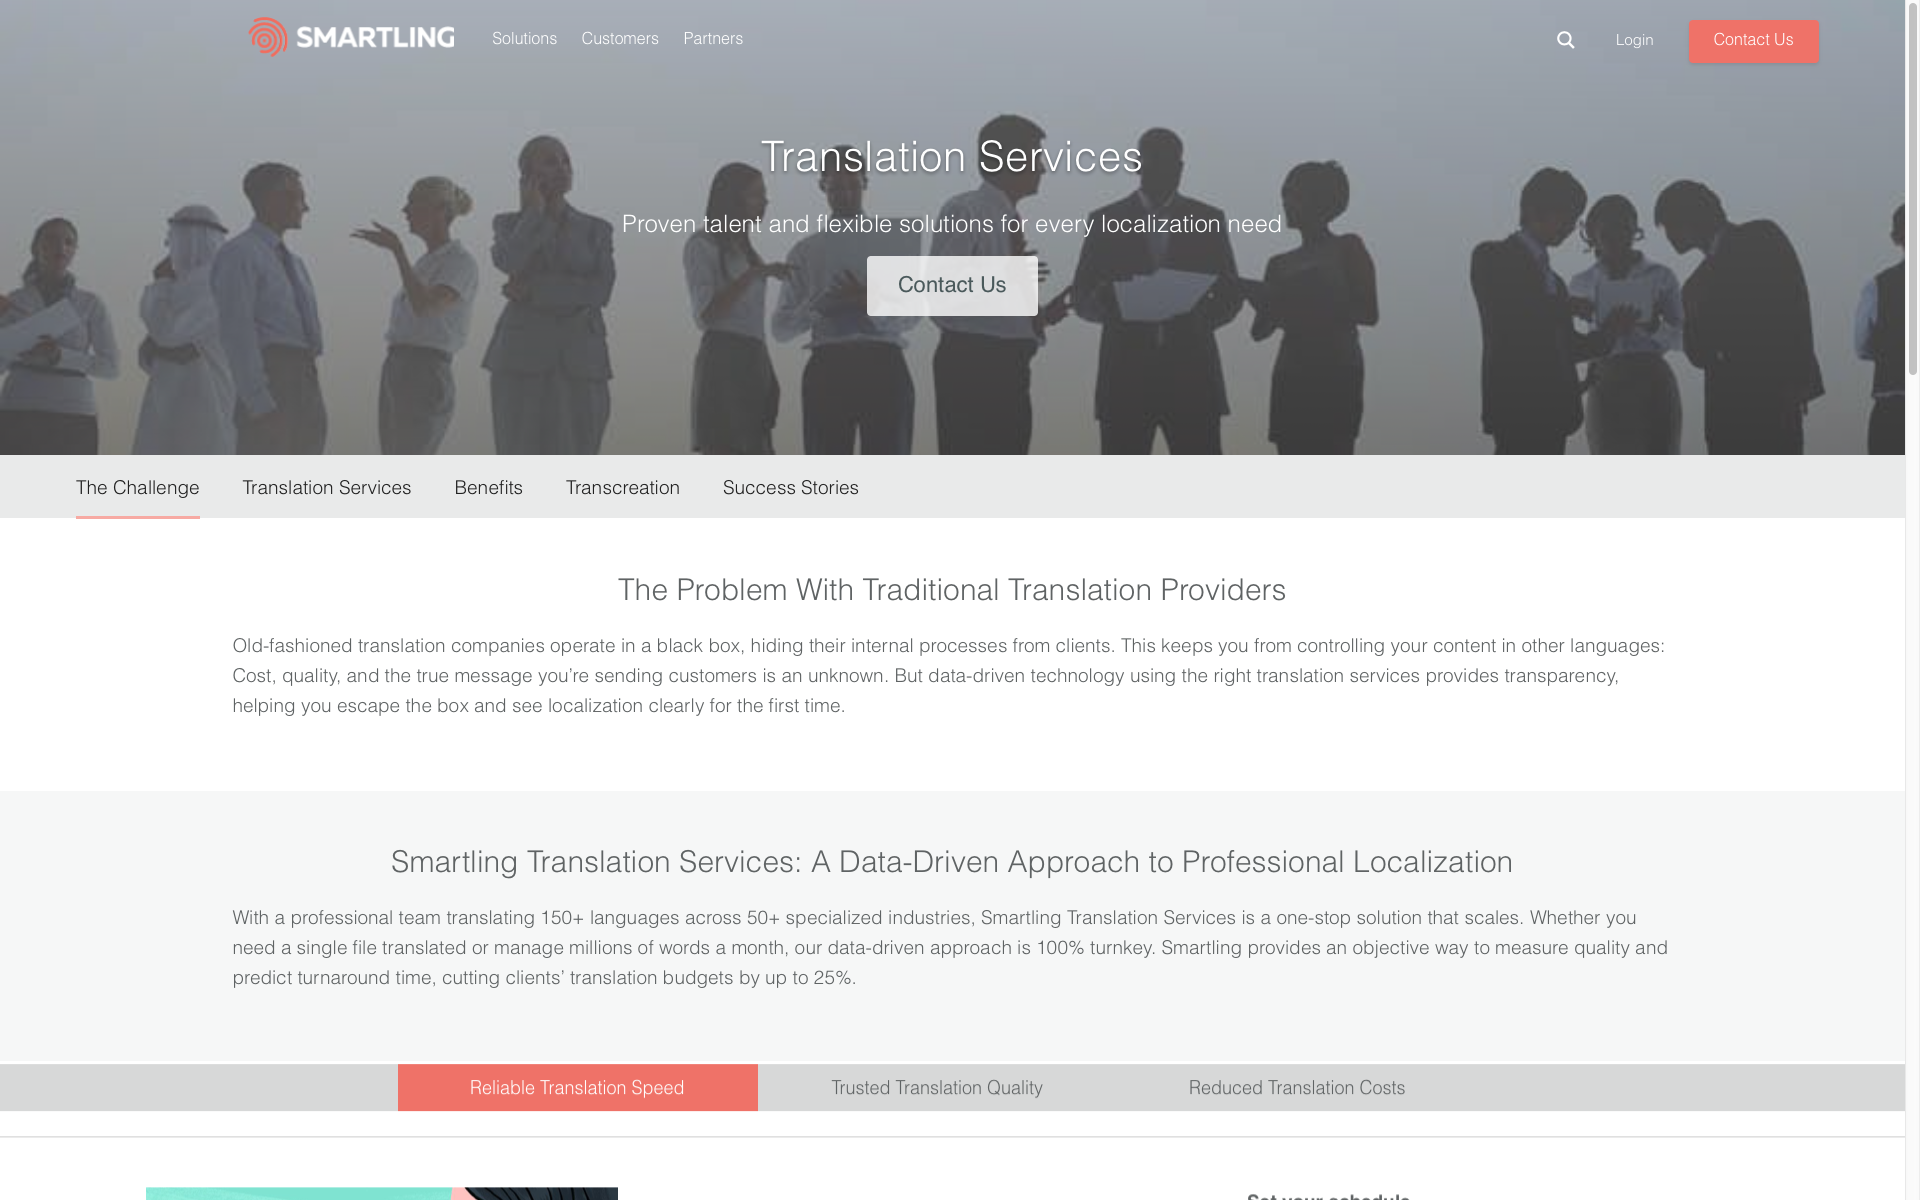 SMARTLING
Solutions
Customers
Partners
Login
Contact Us
Translation Services
Proven talent and flexible solutions for every localization need
Contact Us
The Challenge
Translation Services
Benefits
Transcreation
Success Stories
The Problem With Traditional Translation Providers
Old-fashioned translation companies operate in a black box, hiding their internal processes from clients. This keeps you from controlling your content in other languages:
Cost, quality, and the true message you’re sending customers is an unknown. But data-driven technology using the right translation services provides transparency,
helping you escape the box and see localization clearly for the first time.
Smartling Translation Services: A Data-Driven Approach to Professional Localization
With a professional team translating 150+ languages across 50+ specialized industries, Smartling Translation Services is a one-stop solution that scales. Whether you
need a single file translated or manage millions of words a month, our data-driven approach is 100% turnkey. Smartling provides an objective way to measure quality and
predict turnaround time, cutting clients’ translation budgets by up to 25%.
Reliable Translation Speed
Trusted Translation Quality
Reduced Translation Costs
Set your schedule